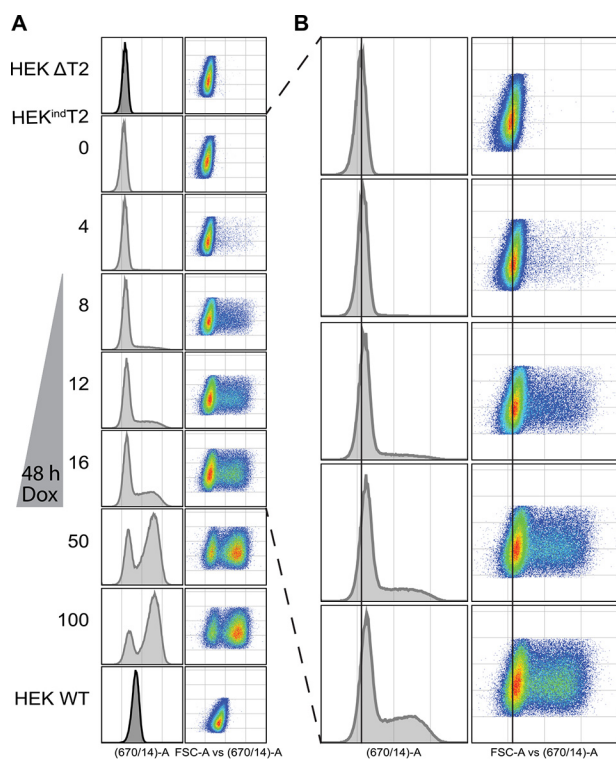 A
B
HEK ΔT2
HEKindT2
0
4
8
12
16
48 h
Dox
50
100
HEK WT
(670/14)-A FSC-A vs (670/14)-A
(670/14)-A FSC-A vs (670/14)-A